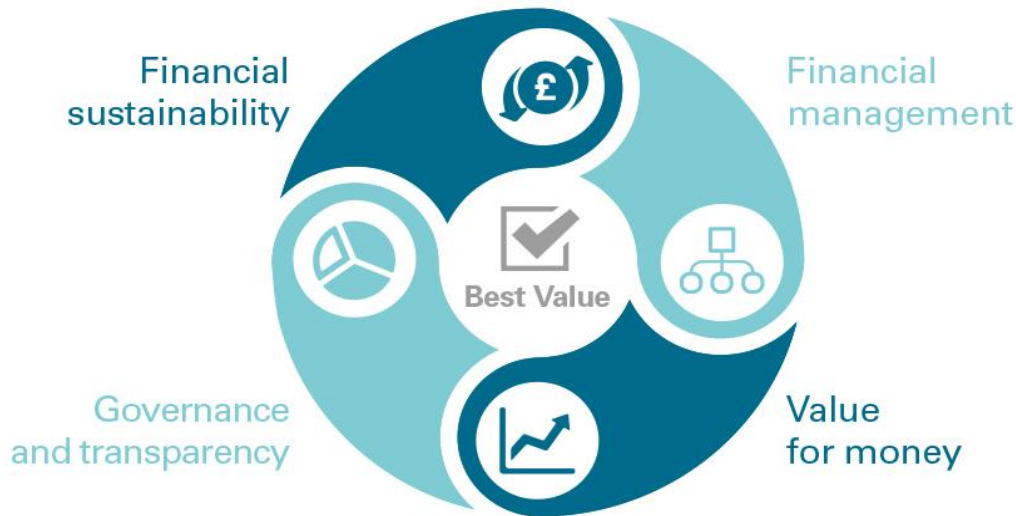 Financial
sustainability
Financial
management
£
Best Value
Governance
and transparency
Value
for money